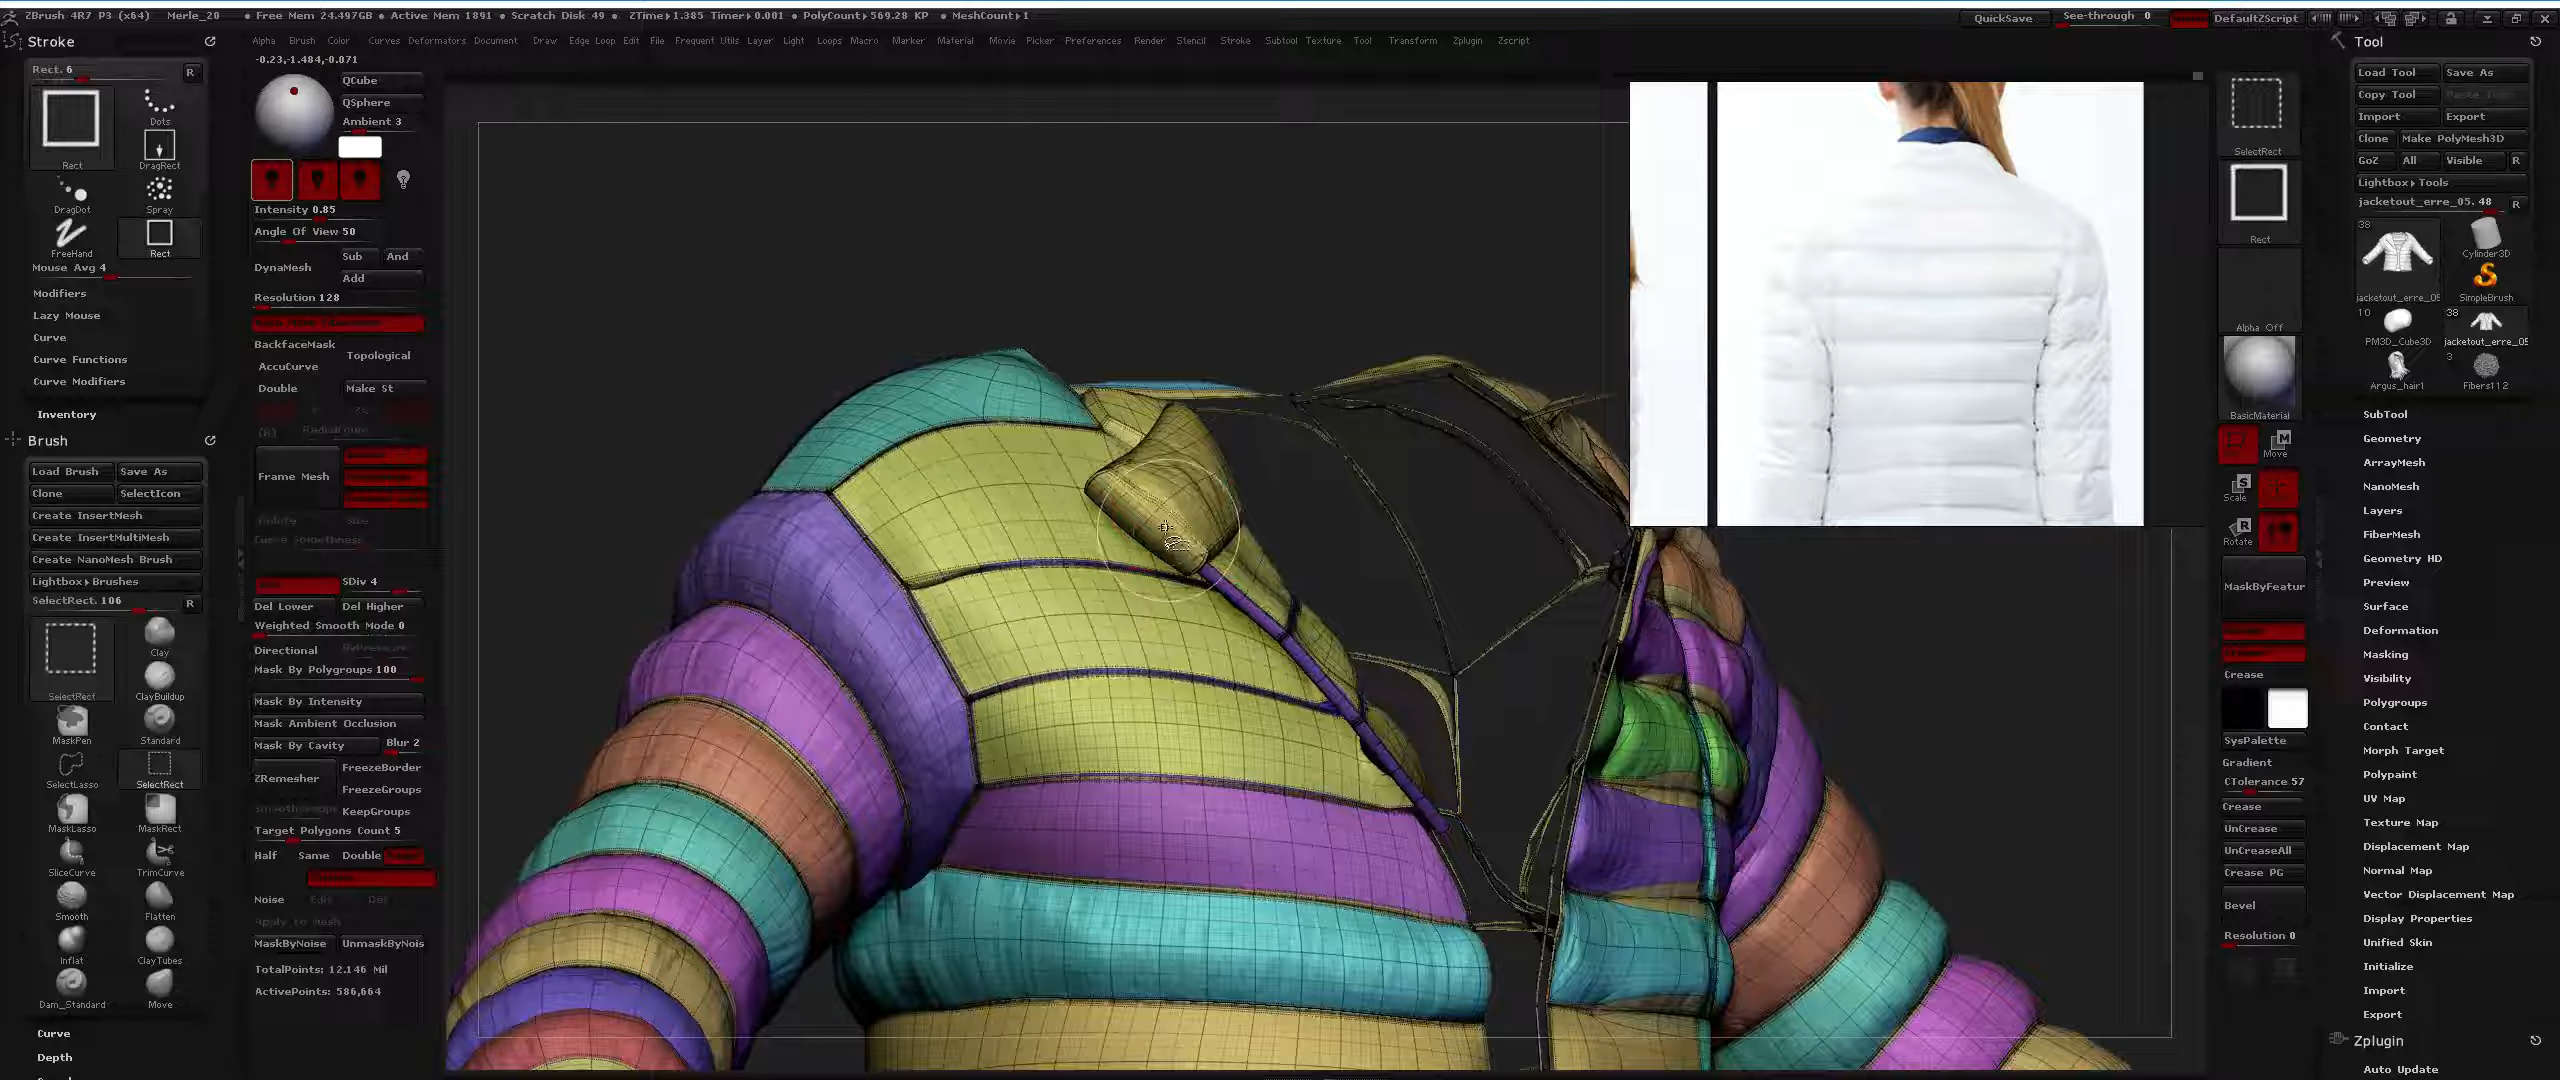 ZBrush 4R7 P3 (x64) Merle_20 • Free Mem 24.497GB • Active Mem 1891 • Scratch Disk 49 • ZTime▸1.385 Timer▸0.001 • PolyCount▸569.28 KP • MeshCount▸1
QuickSave See-through 0 DefaultZScript
Alpha Brush Color Curves Deformators Document Draw Edge Loop Edit File Frequent Utils Layer Light Loops Macro Marker Material Movie Picker Preferences Render Stencil Stroke Subtool Texture Tool Transform Zplugin Zscript
-0.23,-1.484,-0.071
Stroke
Rect. 6
R
Rect
Dots
DragRect
DragDot
Spray
FreeHand
Rect
Mouse Avg 4
Modifiers
Lazy Mouse
Curve
Curve Functions
Curve Modifiers
Inventory
Brush
Load Brush Save As
Clone SelectIcon
Create InsertMesh
Create InsertMultiMesh
Create NanoMesh Brush
Lightbox▸Brushes
SelectRect. 106 R
SelectRect
Clay
ClayBuildup
MaskPen
Standard
SelectLasso
SelectRect
MaskLasso
MaskRect
SliceCurve
TrimCurve
Smooth
Flatten
Inflat
ClayTubes
Dam_Standard
Move
Curve
Depth
QCube
QSphere
Ambient 3
Intensity 0.85
Angle Of View 50
DynaMesh
Sub And
Add
Resolution 128
BackfaceMask
Topological
AccuCurve
Double Make St
Frame Mesh
SDiv 4
Del Lower Del Higher
Weighted Smooth Mode 0
Directional
Mask By Polygroups 100
Mask By Intensity
Mask Ambient Occlusion
Mask By Cavity Blur 2
ZRemesher
FreezeBorder
FreezeGroups
KeepGroups
Target Polygons Count 5
Half Same Double
Noise
MaskByNoise UnmaskByNois
TotalPoints: 12.146 Mil
ActivePoints: 586,664
SelectRect
Rect
Alpha Off
BasicMaterial
Move
Scale
Rotate
MaskByFeatur
Crease
SysPalette
Gradient
CTolerance 57
Crease
UnCrease
UnCreaseAll
Crease PG
Bevel
Resolution 0
Tool
Load Tool Save As
Copy Tool
Import Export
Clone Make PolyMesh3D
GoZ All Visible R
Lightbox▸Tools
jacketout_erre_05. 48 R
38
Cylinder3D
jacketout_erre_05
SimpleBrush
10
38
PM3D_Cube3D
jacketout_erre_05
3
Argus_hair1
Fibers112
SubTool
Geometry
ArrayMesh
NanoMesh
Layers
FiberMesh
Geometry HD
Preview
Surface
Deformation
Masking
Visibility
Polygroups
Contact
Morph Target
Polypaint
UV Map
Texture Map
Displacement Map
Normal Map
Vector Displacement Map
Display Properties
Unified Skin
Initialize
Import
Export
Zplugin
Auto Update